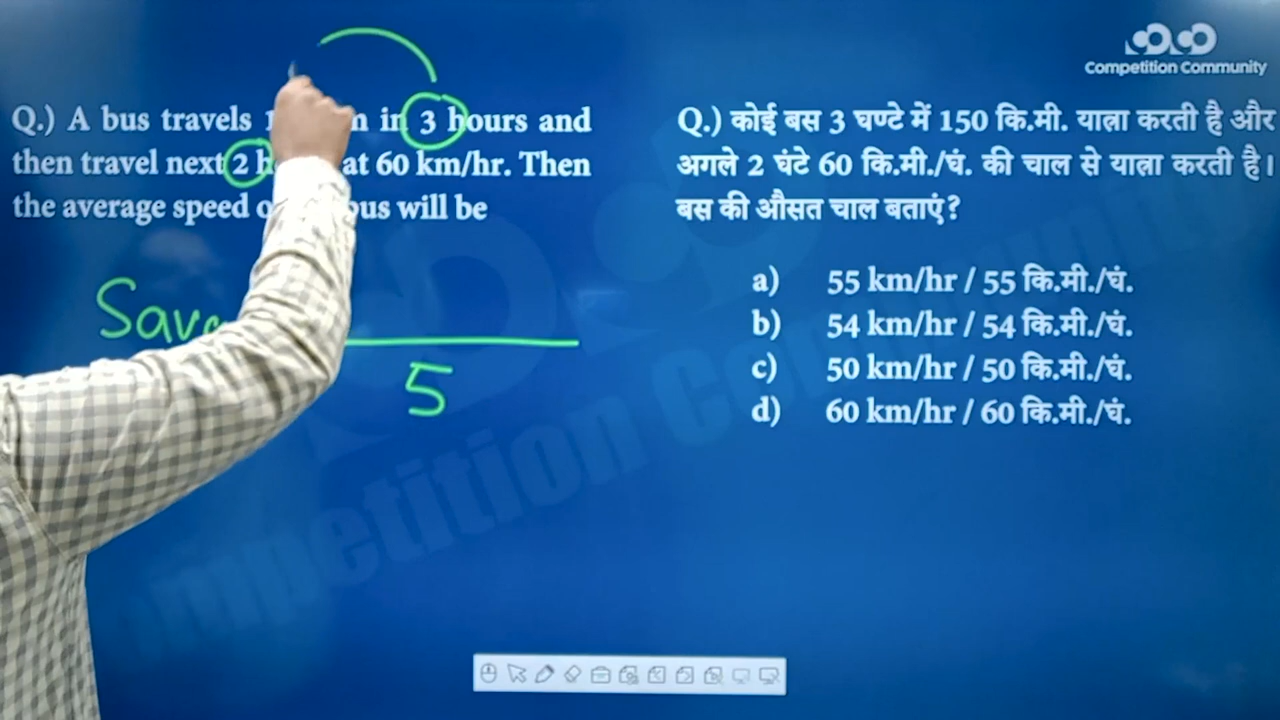 Competition Community
Q.) A bus travels in 3 hours and
then travel next 2 at 60 km/hr. Then
the average speed bus will be
Q.) कोई बस 3 घण्टे में 150 कि.मी. यात्रा करती है और
अगले 2 घंटे 60 कि.मी./घं. की चाल से यात्रा करती है।
बस की औसत चाल बताएं?
a) 55 km/hr / 55 कि.मी./घं.
b) 54 km/hr / 54 कि.मी./घं.
c) 50 km/hr / 50 कि.मी./घं.
d) 60 km/hr / 60 कि.मी./घं.
5